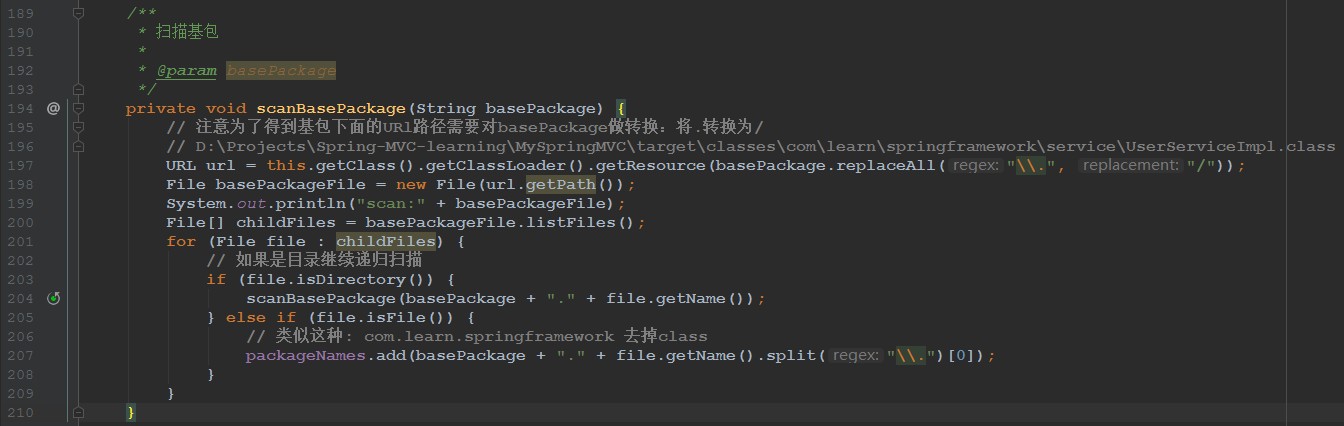 189 /**
190 * 扫描基包
191 *
192 * @param basePackage
193 */
194 @ private void scanBasePackage(String basePackage) {
195 // 注意为了得到基包下面的URl路径需要对basePackage做转换：将.转换为/
196 // D:\Projects\Spring-MVC-learning\MySpringMVC\target\classes\com\learn\springframework\service\UserServiceImpl.class
197 URL url = this.getClass().getClassLoader().getResource(basePackage.replaceAll( regex: "\\.", replacement: "/"));
198 File basePackageFile = new File(url.getPath());
199 System.out.println("scan:" + basePackageFile);
200 File[] childFiles = basePackageFile.listFiles();
201 for (File file : childFiles) {
202 // 如果是目录继续递归扫描
203 if (file.isDirectory()) {
204 scanBasePackage(basePackage + "." + file.getName());
205 } else if (file.isFile()) {
206 // 类似这种: com.learn.springframework 去掉class
207 packageNames.add(basePackage + "." + file.getName().split( regex: "\\.")[0]);
208 }
209 }
210 }